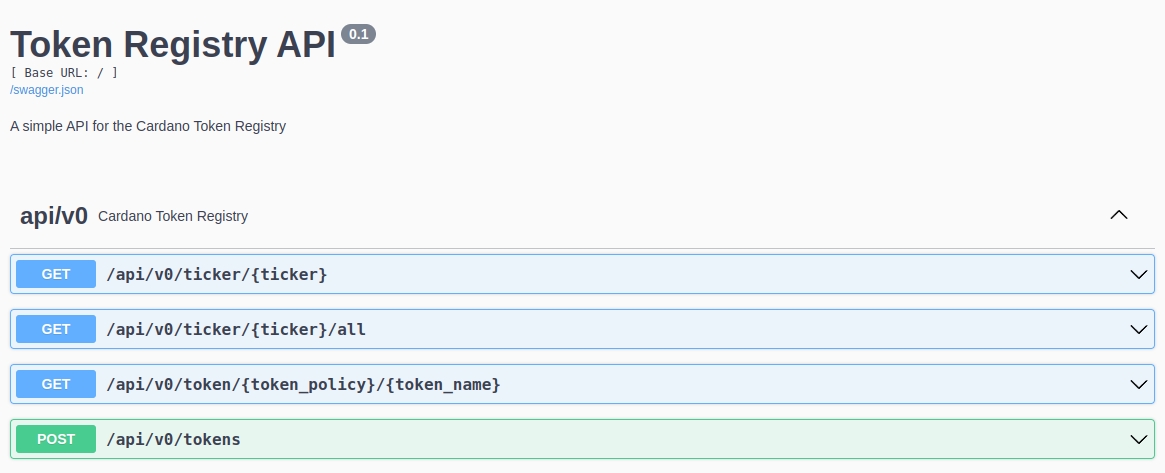 Token Registry API 0.1
[ Base URL: / ]
/swagger.json
A simple API for the Cardano Token Registry
api/v0 Cardano Token Registry
GET /api/v0/ticker/{ticker}
GET /api/v0/ticker/{ticker}/all
GET /api/v0/token/{token_policy}/{token_name}
POST /api/v0/tokens